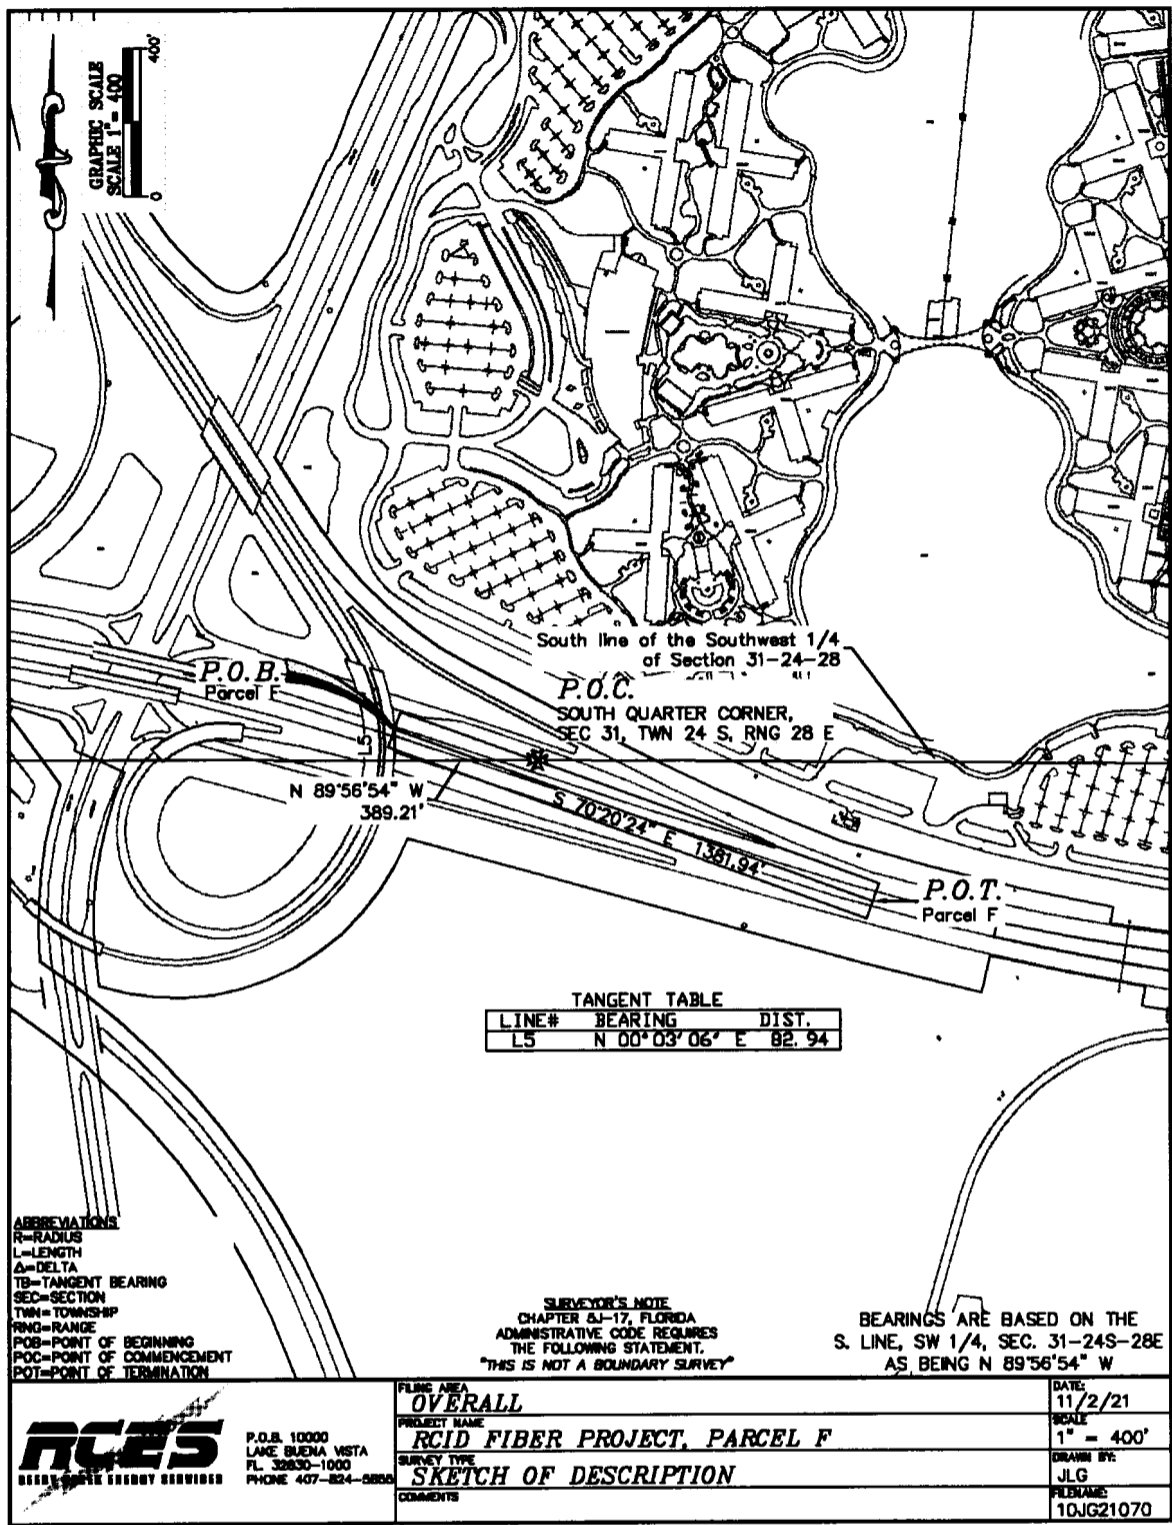 GRAPHIC SCALE
SCALE 1" = 400
0
400'
South line of the Southwest 1/4
of Section 31-24-28
P.O.B.
Parcel F
P.O.C.
SOUTH QUARTER CORNER,
SEC 31, TWN 24 S, RNG 28 E
L5
N 89°56'54" W
389.21'
S 70°20'24" E 1381.94'
P.O.T.
Parcel F
TANGENT TABLE
LINE# BEARING DIST.
L5 N 00°03'06" E 82.94
ABBREVIATIONS
R=RADIUS
L=LENGTH
Δ=DELTA
TB=TANGENT BEARING
SEC=SECTION
TWN=TOWNSHIP
RNG=RANGE
POB=POINT OF BEGINNING
POC=POINT OF COMMENCEMENT
POT=POINT OF TERMINATION
SURVEYOR'S NOTE
CHAPTER 5J-17, FLORIDA
ADMINISTRATIVE CODE REQUIRES
THE FOLLOWING STATEMENT.
"THIS IS NOT A BOUNDARY SURVEY"
BEARINGS ARE BASED ON THE
S. LINE, SW 1/4, SEC. 31-24S-28E
AS BEING N 89°56'54" W
RCES
REEDY CREEK ENERGY SERVICES
P.O.B. 10000
LAKE BUENA VISTA
FL. 32830-1000
PHONE 407-824-
FILING AREA
OVERALL
PROJECT NAME
RCID FIBER PROJECT, PARCEL F
SURVEY TYPE
SKETCH OF DESCRIPTION
COMMENTS
DATE:
11/2/21
SCALE
1" = 400'
DRAWN BY:
JLG
FILENAME:
10JG21070